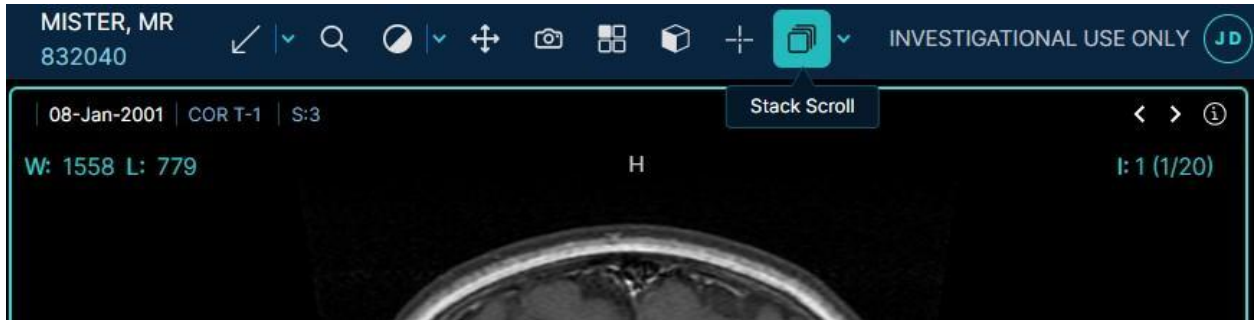 MISTER, MR
832040
INVESTIGATIONAL USE ONLY JD
Stack Scroll
08-Jan-2001 COR T-1 S:3
W: 1558 L: 779
H
I: 1 (1/20)